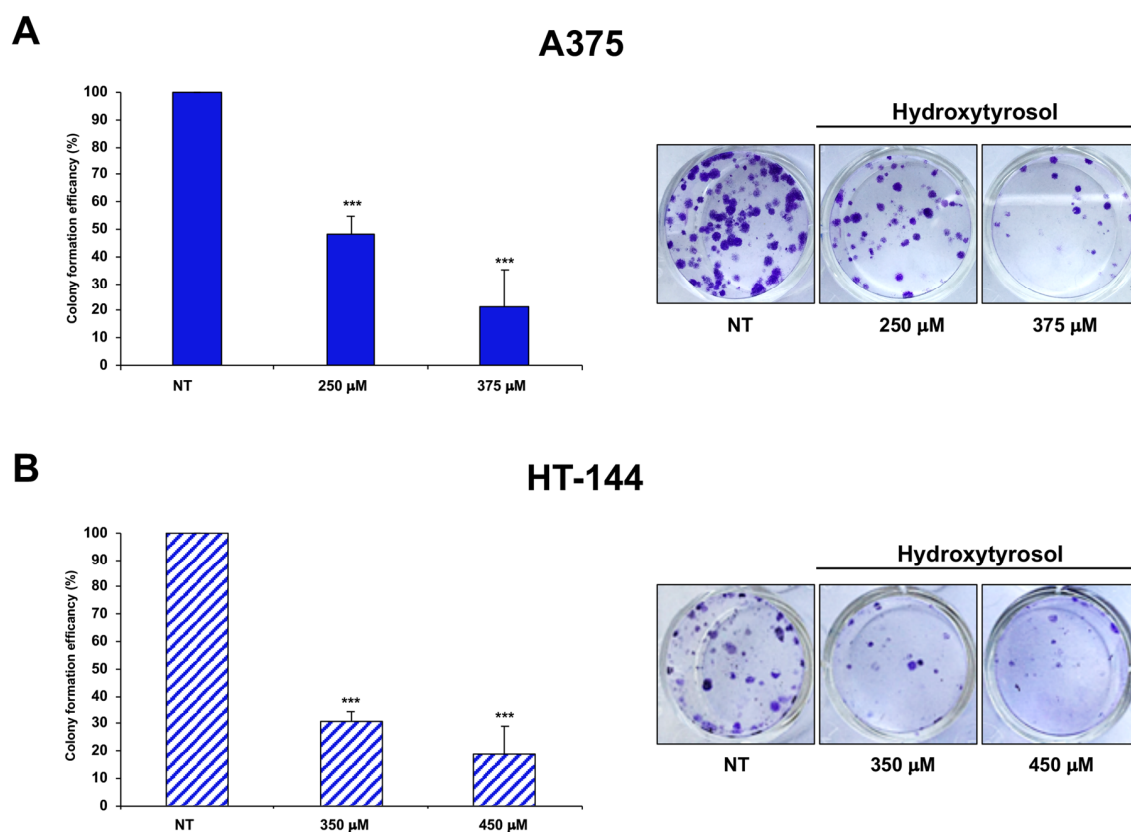 A
A375
Colony formation efficancy (%)
100
90
80
70
60
50
40
30
20
10
0
***
***
NT
250 µM
375 µM
Hydroxytyrosol
NT
250 µM
375 µM
B
HT-144
Colony formation efficancy (%)
100
90
80
70
60
50
40
30
20
10
0
***
***
NT
350 µM
450 µM
Hydroxytyrosol
NT
350 µM
450 µM